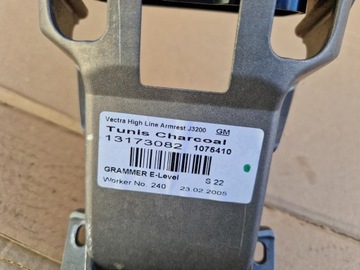 Vectra High Line Armrest J3200 GM
Tunis Charcoal
13173082 1075410
GRAMMER E-Level S 22
Worker No. 240 23.02.2005